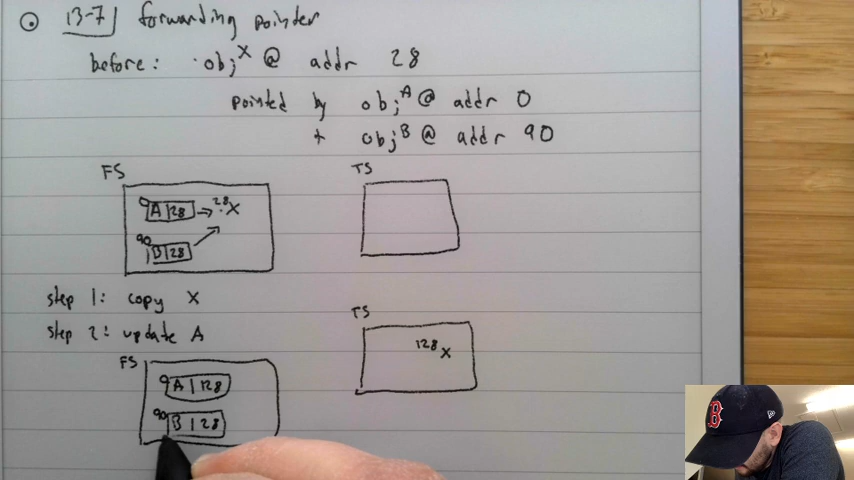 ⊙ 13-7 forwarding pointer
before: obj X @ addr 28
pointed by obj A @ addr 0
+ obj B @ addr 90
FS
TS
0 A | 28 → 28 X
90 B | 28
step 1: copy X
step 2: update A
TS
128 X
FS
0 A | 128
90 B | 28
B